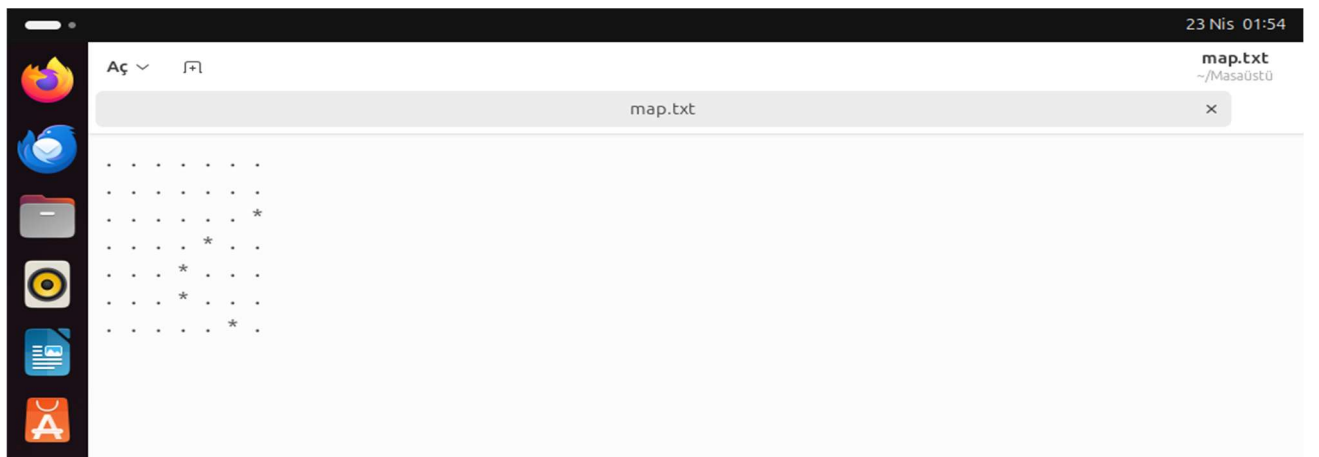 23 Nis 01:54
Aç
map.txt
~/Masaüstü
map.txt
. . . . . . .
. . . . . . .
. . . . . . *
. . . . * . .
. . . * . . .
. . . * . . .
. . . . . * .